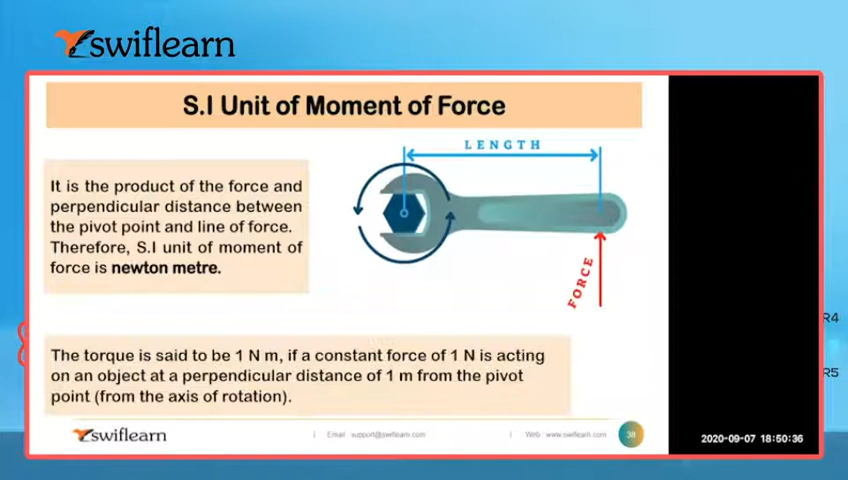 swiflearn
S.I Unit of Moment of Force
LENGTH
It is the product of the force and
perpendicular distance between
the pivot point and line of force.
Therefore, S.I unit of moment of
force is newton metre.
FORCE
R4
The torque is said to be 1 N m, if a constant force of 1 N is acting
on an object at a perpendicular distance of 1 m from the pivot
point (from the axis of rotation).
R5
swiflearn
| Email : support@swiflearn.com
| Web : www.swiflearn.com
38
2020-09-07 18:50:36